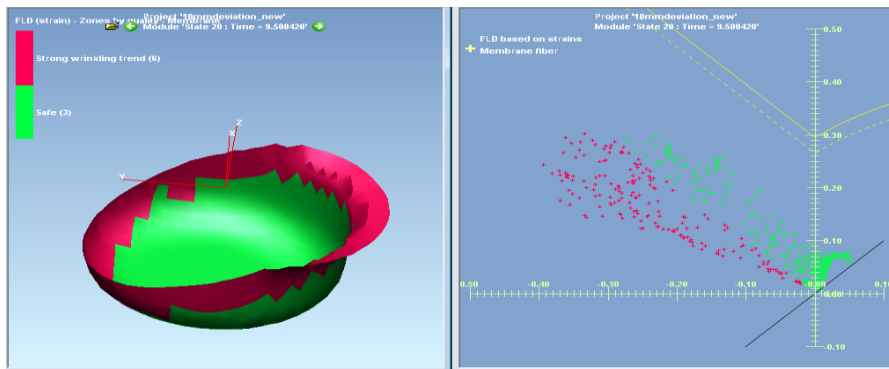 FLD (strain) - Zones by quality - Membrane
Project '10mmdeviation_new'
Module 'State 20 : Time = 9.500420
Strong wrinkling trend (6)
Safe (3)
Z
X
Y
Project '10mmdeviation_new'
Module 'State 20 : Time = 9.500420
FLD based on strains
Membrane fiber
0.50
0.40
0.30
0.20
0.10
0.00
-0.10
0.50
-0.40
-0.30
-0.20
-0.10
-0.00
0.10